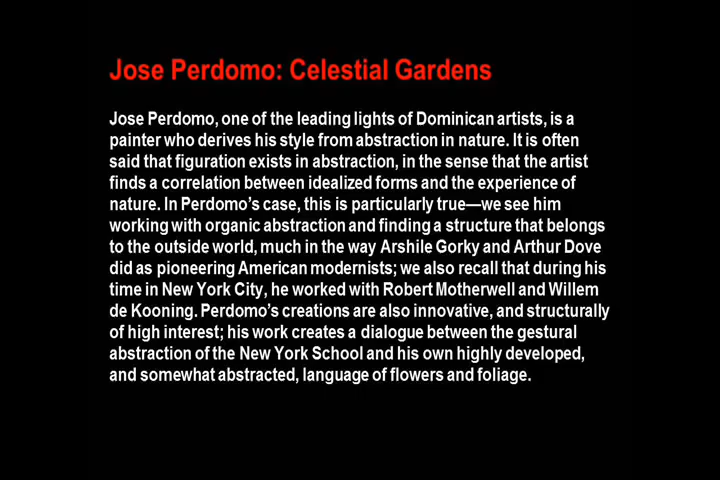 Jose Perdomo: Celestial Gardens
Jose Perdomo, one of the leading lights of Dominican artists, is a
painter who derives his style from abstraction in nature. It is often
said that figuration exists in abstraction, in the sense that the artist
finds a correlation between idealized forms and the experience of
nature. In Perdomo’s case, this is particularly true—we see him
working with organic abstraction and finding a structure that belongs
to the outside world, much in the way Arshile Gorky and Arthur Dove
did as pioneering American modernists; we also recall that during his
time in New York City, he worked with Robert Motherwell and Willem
de Kooning. Perdomo’s creations are also innovative, and structurally
of high interest; his work creates a dialogue between the gestural
abstraction of the New York School and his own highly developed,
and somewhat abstracted, language of flowers and foliage.